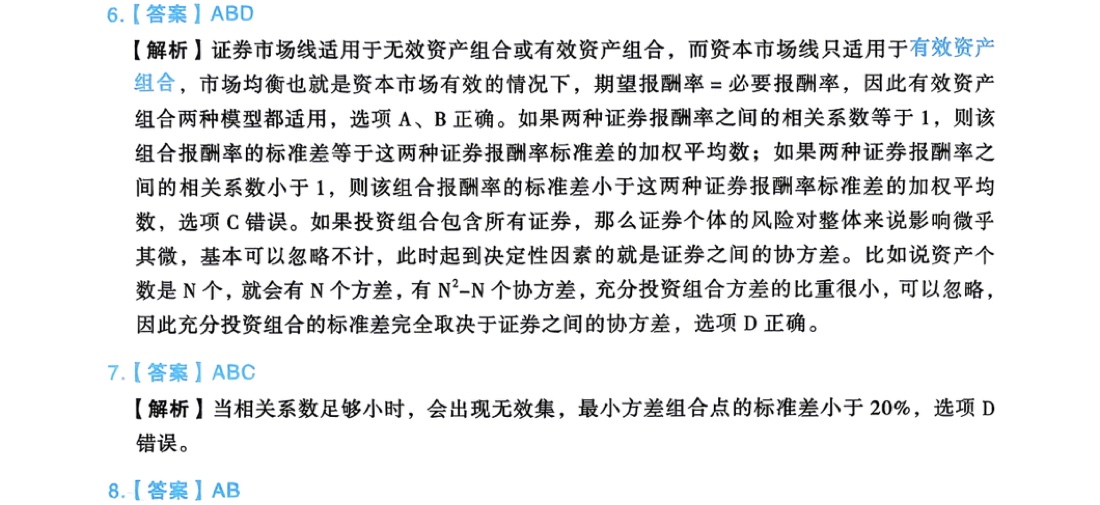 6.【答案】ABD
【解析】证券市场线适用于无效资产组合或有效资产组合，而资本市场线只适用于有效资产
组合，市场均衡也就是资本市场有效的情况下，期望报酬率=必要报酬率，因此有效资产
组合两种模型都适用，选项 A、B 正确。如果两种证券报酬率之间的相关系数等于 1，则该
组合报酬率的标准差等于这两种证券报酬率标准差的加权平均数；如果两种证券报酬率之
间的相关系数小于 1，则该组合报酬率的标准差小于这两种证券报酬率标准差的加权平均
数，选项 C 错误。如果投资组合包含所有证券，那么证券个体的风险对整体来说影响微乎
其微，基本可以忽略不计，此时起到决定性因素的就是证券之间的协方差。比如说资产个
数是 N 个，就会有 N 个方差，有 N²-N 个协方差，充分投资组合方差的比重很小，可以忽略，
因此充分投资组合的标准差完全取决于证券之间的协方差，选项 D 正确。
7.【答案】ABC
【解析】当相关系数足够小时，会出现无效集，最小方差组合点的标准差小于 20%，选项 D
错误。
8.【答案】AB